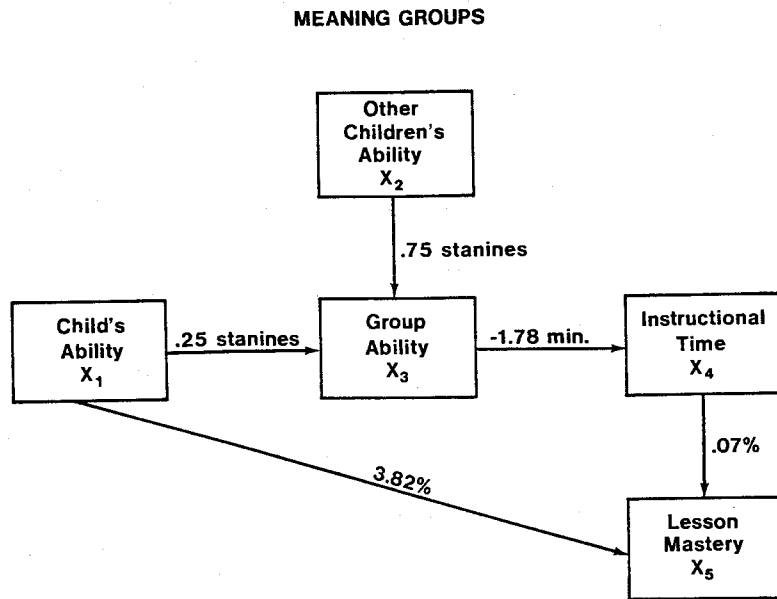 MEANING GROUPS
Other
Children's
Ability
X2
.75 stanines
Child's
Ability
X1
.25 stanines
Group
Ability
X3
-1.78 min.
Instructional
Time
X4
.07%
3.82%
Lesson
Mastery
X5